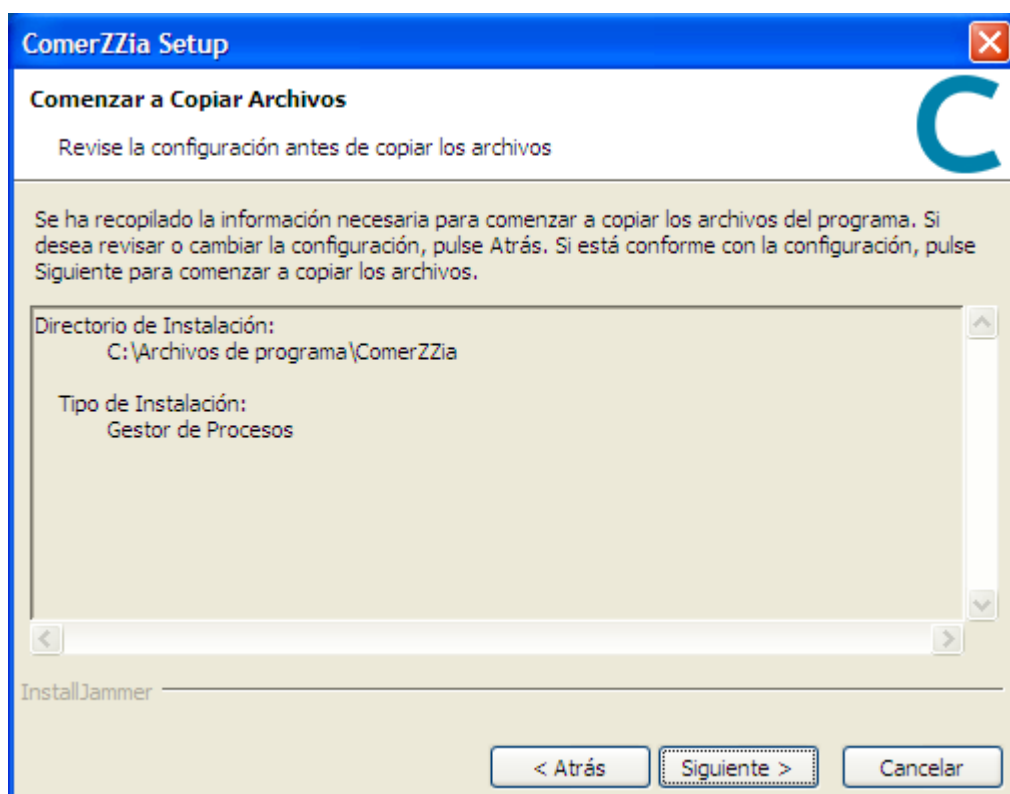 ComerZZia Setup
Comenzar a Copiar Archivos
Revise la configuración antes de copiar los archivos
Se ha recopilado la información necesaria para comenzar a copiar los archivos del programa. Si
desea revisar o cambiar la configuración, pulse Atrás. Si está conforme con la configuración, pulse
Siguiente para comenzar a copiar los archivos.
Directorio de Instalación:
C:\Archivos de programa\ComerZZia
Tipo de Instalación:
Gestor de Procesos
InstallJammer
< Atrás
Siguiente >
Cancelar